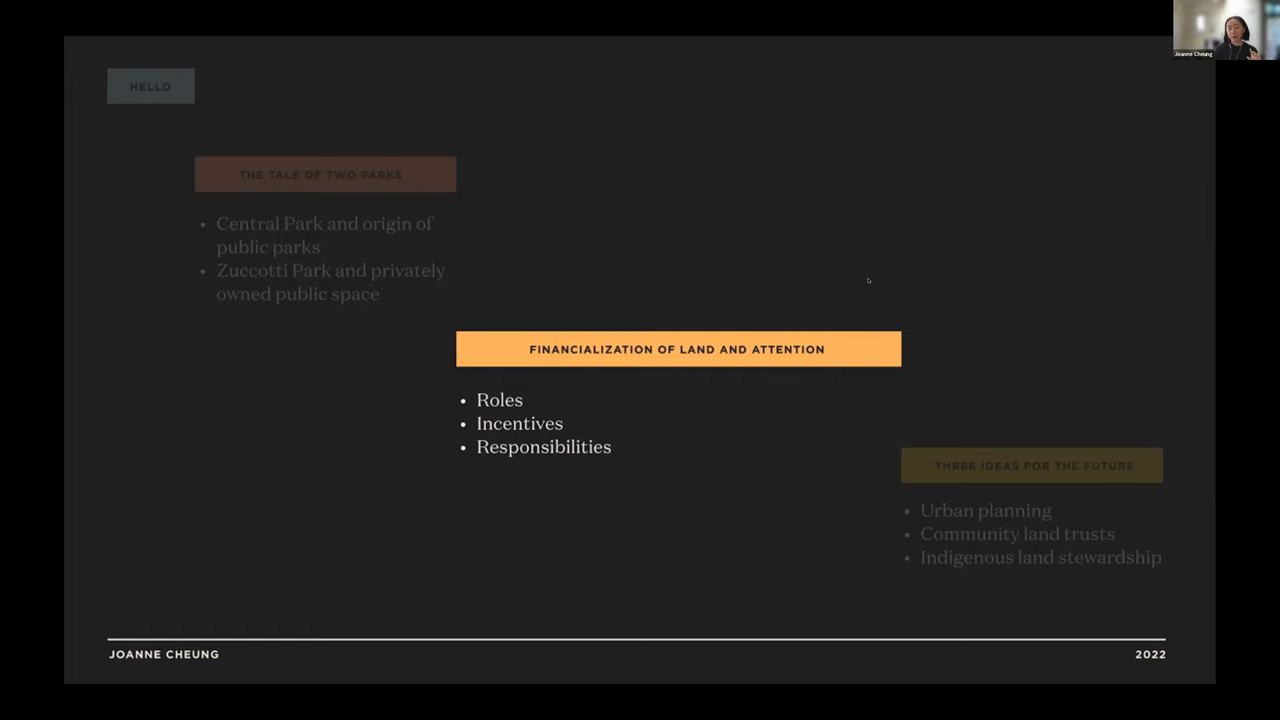 Joanne Cheung
HELLO
THE TALE OF TWO PARKS
• Central Park and origin of
public parks
• Zuccotti Park and privately
owned public space
FINANCIALIZATION OF LAND AND ATTENTION
• Roles
• Incentives
• Responsibilities
THREE IDEAS FOR THE FUTURE
• Urban planning
• Community land trusts
• Indigenous land stewardship
JOANNE CHEUNG
2022